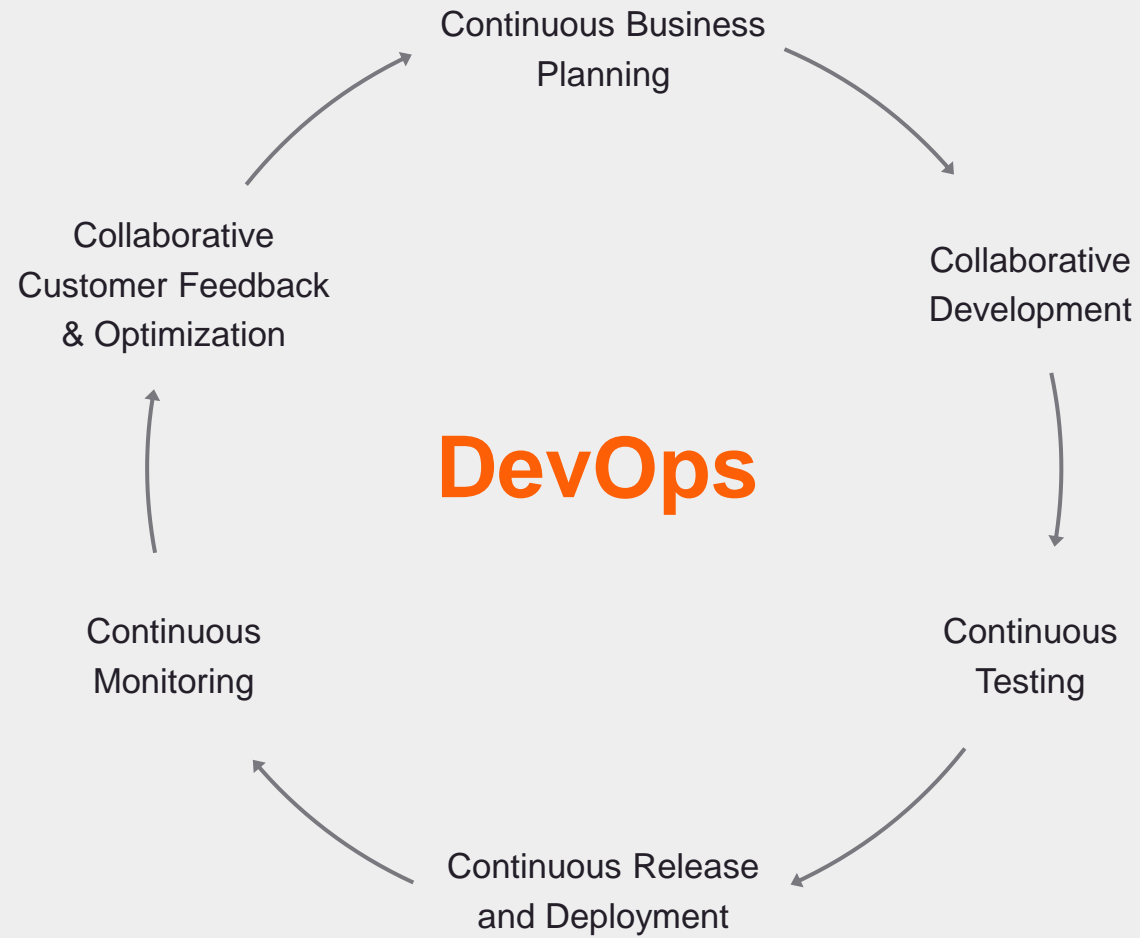 Continuous Business
Planning
Collaborative
Development
Continuous
Testing
Continuous Release
and Deployment
Continuous
Monitoring
Collaborative
Customer Feedback
& Optimization
DevOps